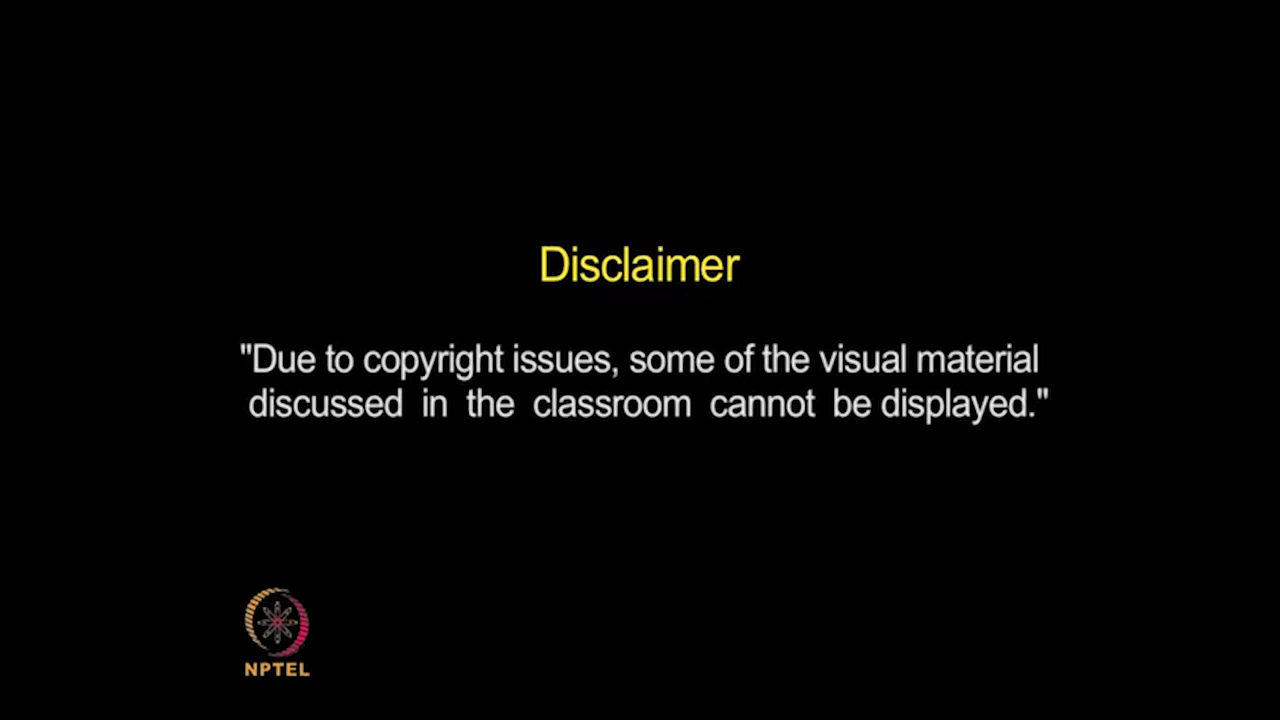 Disclaimer
"Due to copyright issues, some of the visual material
discussed in the classroom cannot be displayed."
NPTEL